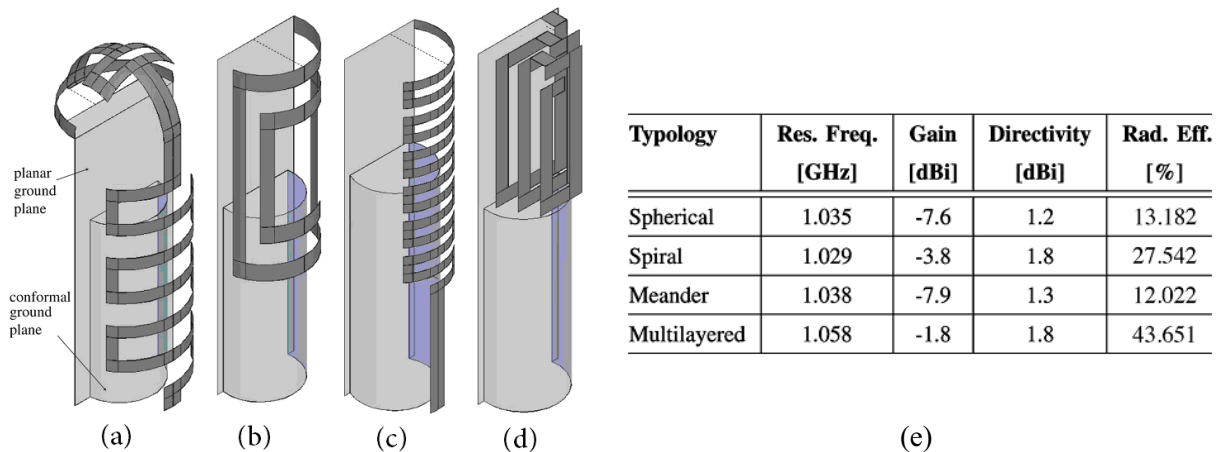 planar
ground
plane
conformal
ground
plane
(a)
(b)
(c)
(d)
Typology Res. Freq. Gain Directivity Rad. Eff.
[GHz] [dBi] [dBi] [%]
Spherical 1.035 -7.6 1.2 13.182
Spiral 1.029 -3.8 1.8 27.542
Meander 1.038 -7.9 1.3 12.022
Multilayered 1.058 -1.8 1.8 43.651
(e)